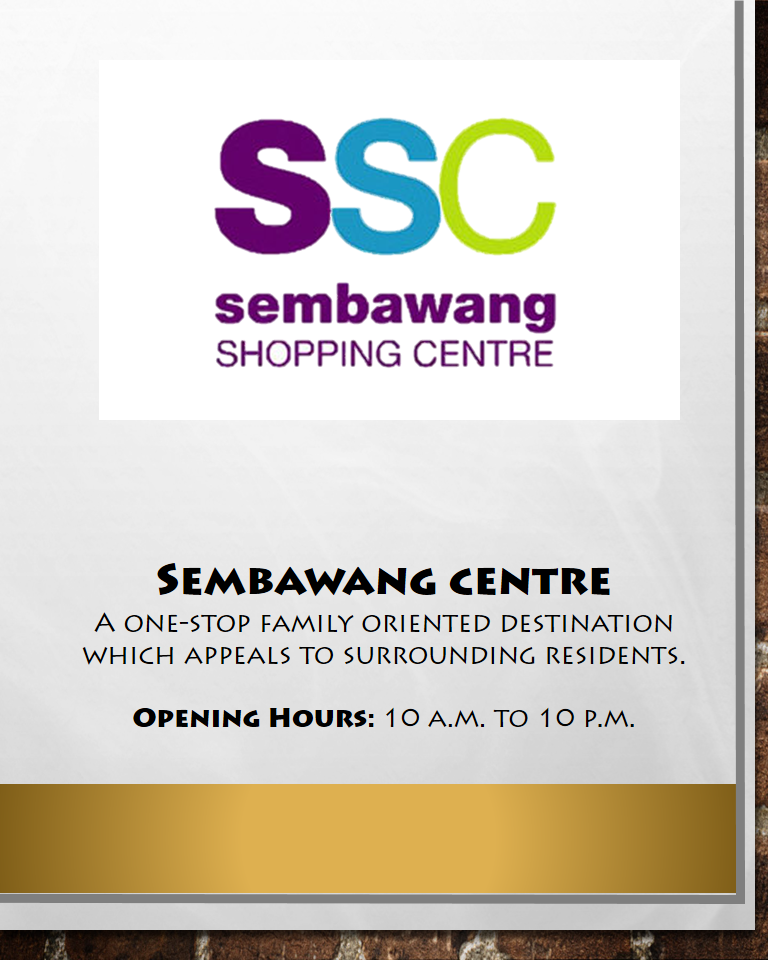 SSC
sembawang
SHOPPING CENTRE
SEMBAWANG CENTRE
A ONE-STOP FAMILY ORIENTED DESTINATION
WHICH APPEALS TO SURROUNDING RESIDENTS.
OPENING HOURS: 10 A.M. TO 10 P.M.